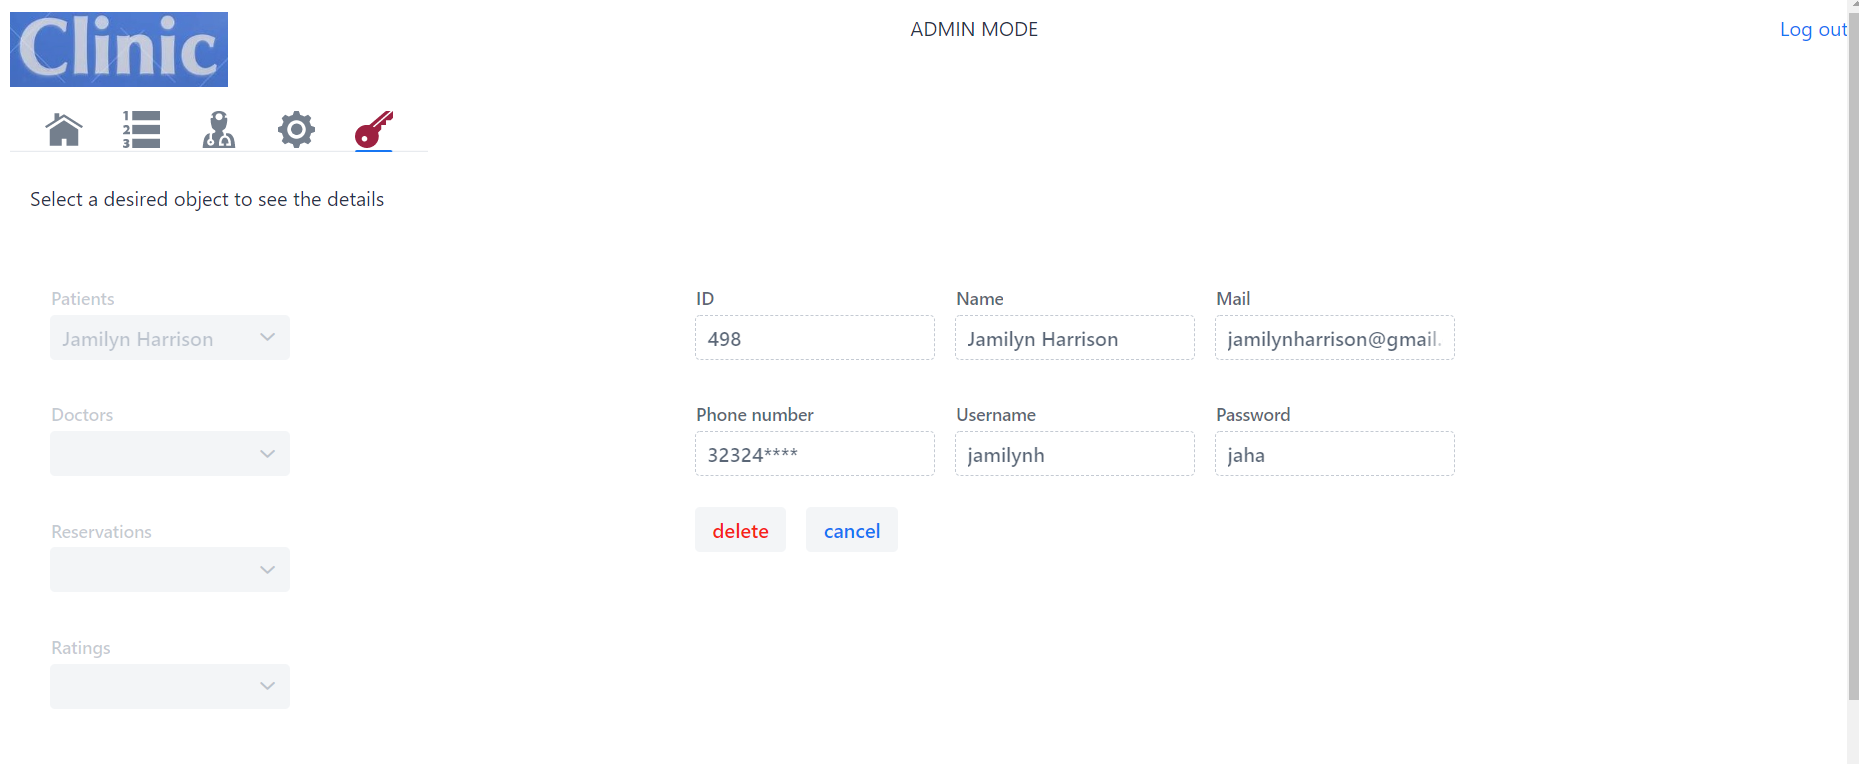 Clinic
ADMIN MODE
Log out
1
2
3
Select a desired object to see the details
Patients
Jamilyn Harrison
Doctors
Reservations
Ratings
ID
Name
Mail
498
Jamilyn Harrison
jamilynharrison@gmail.
Phone number
Username
Password
32324****
jamilynh
jaha
delete
cancel